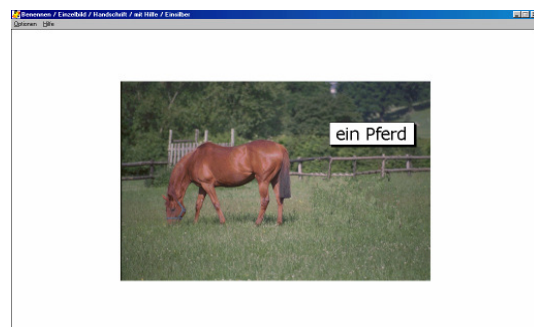 Benennen / Einzelbild / Handschrift / mit Hilfe / Einsilber
Optionen Hilfe
ein Pferd